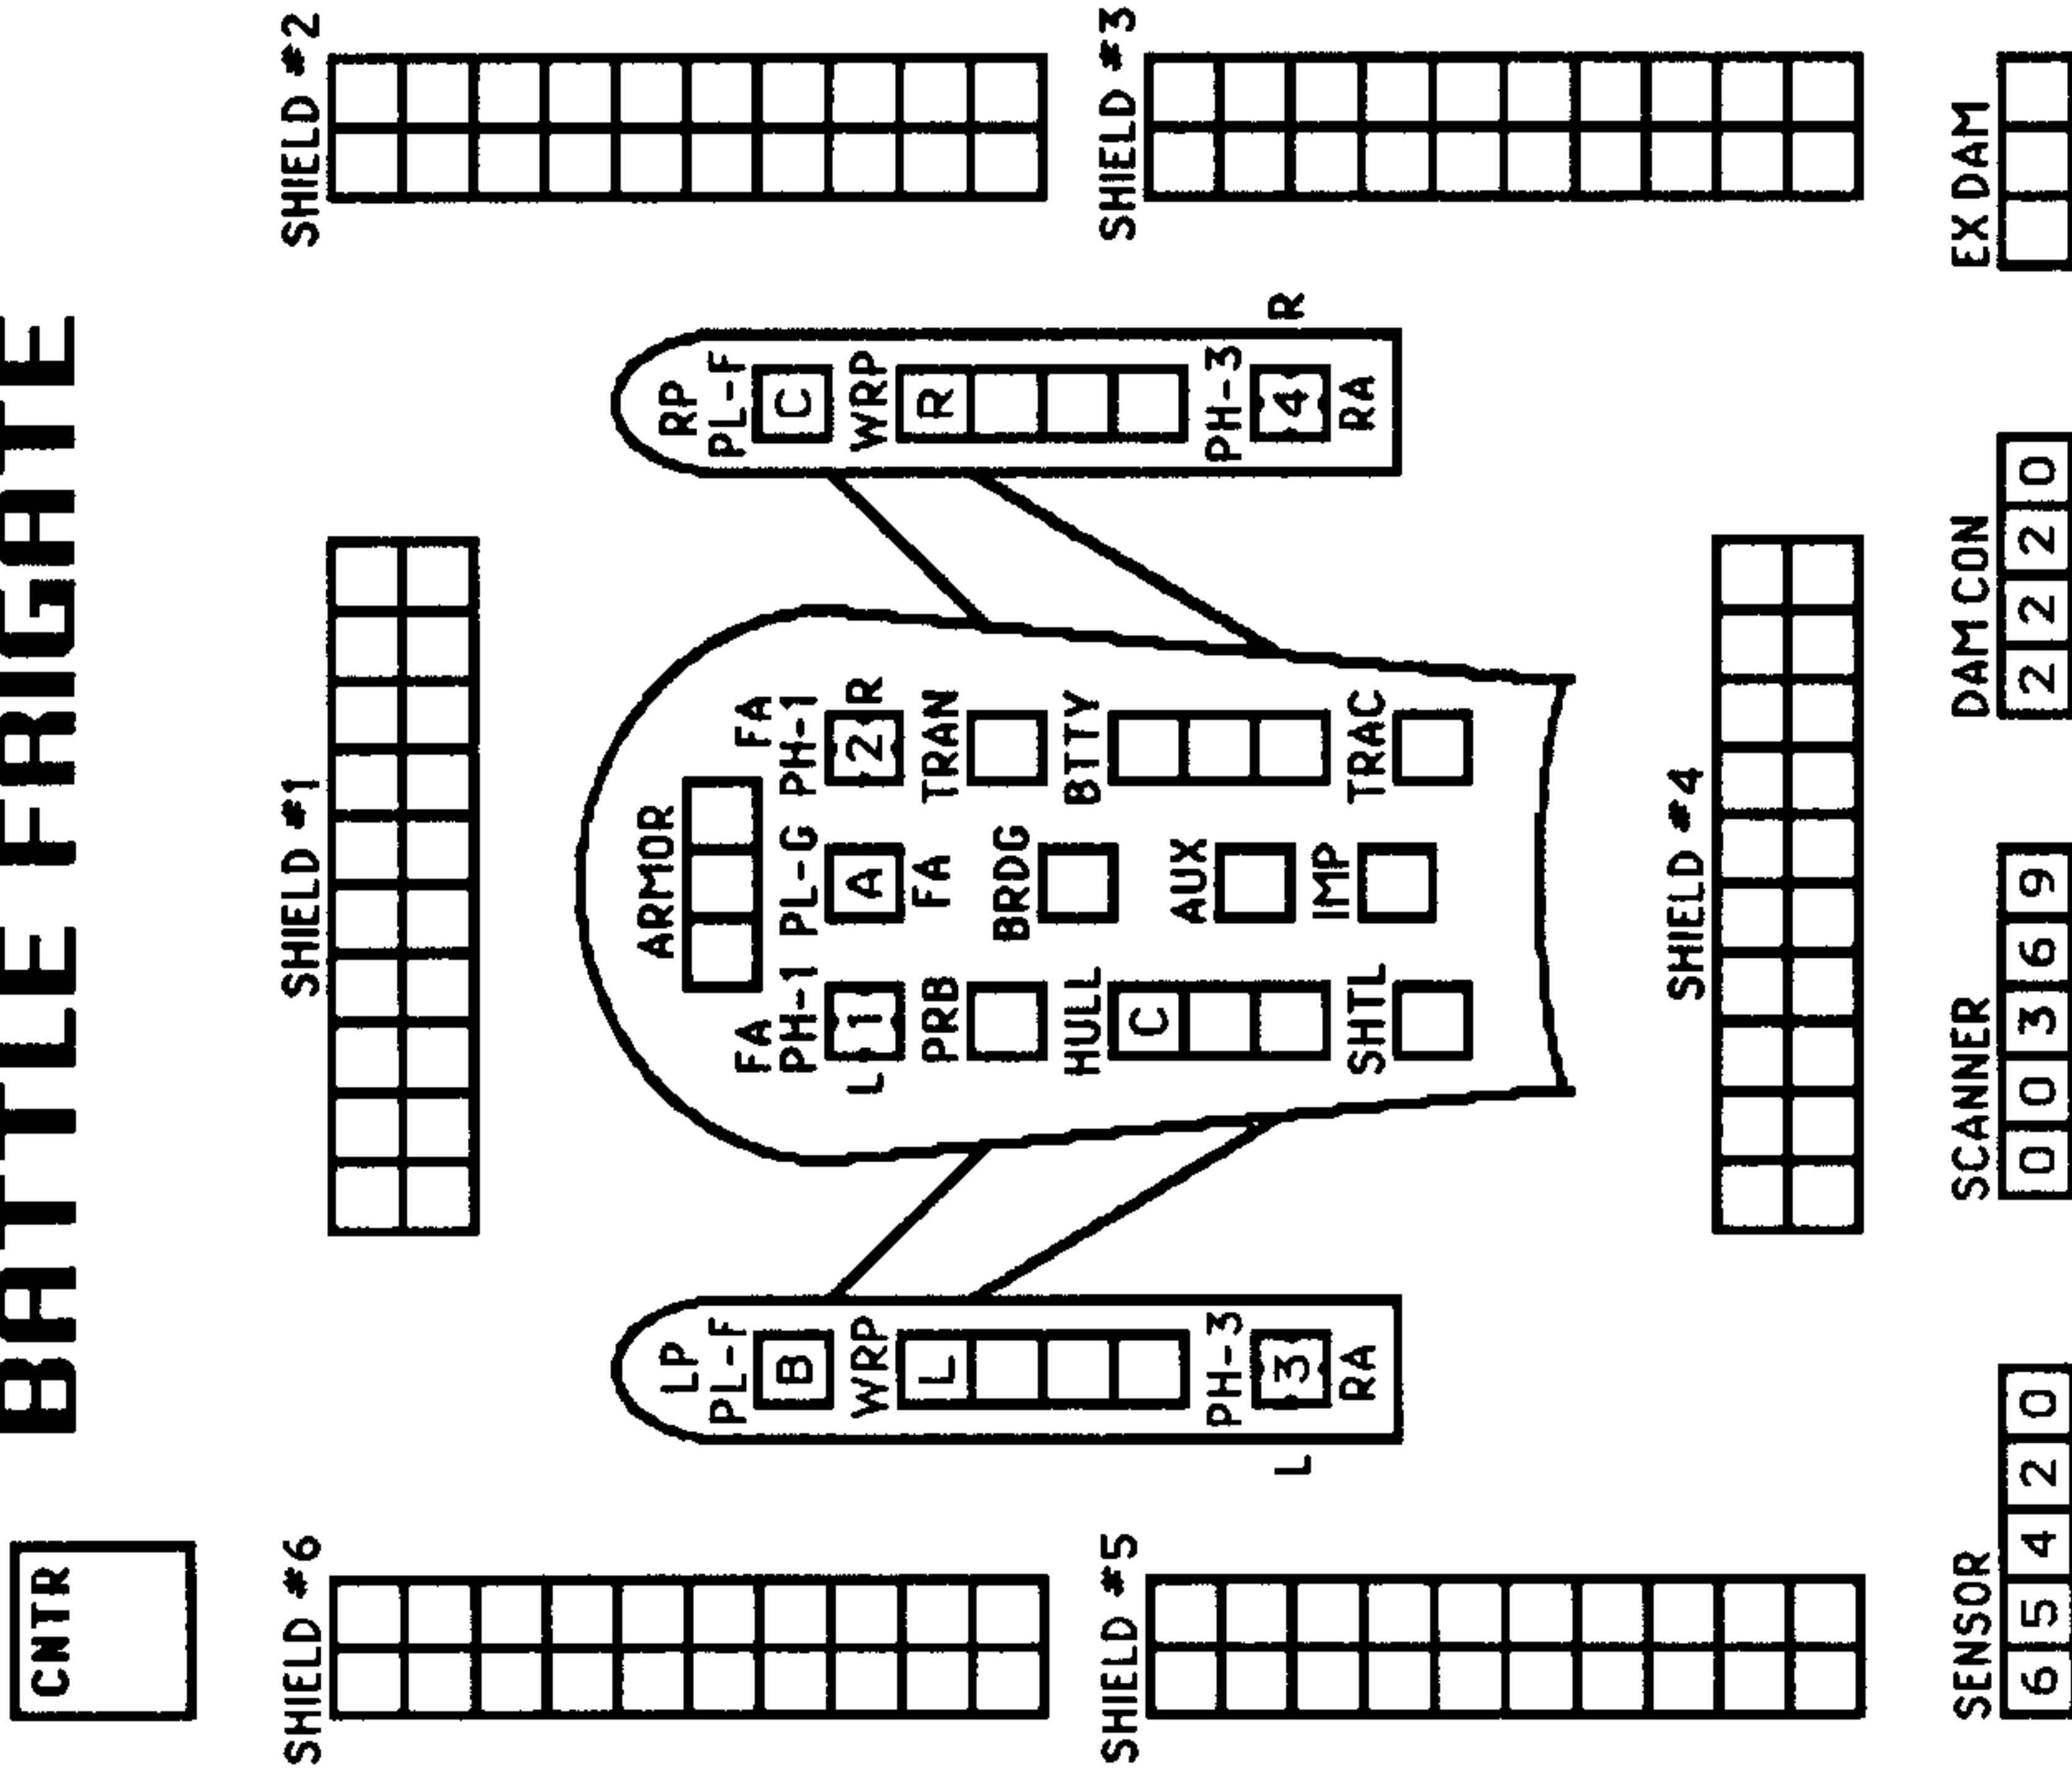 BATTLE FRIGATE
CNTR
SHIELD #1
SHIELD #6
SHIELD #2
ARMOR
LP
PL-F
B
WRP
L
PH-3
3
L
RA
FA
PH-1
L 1
PL-G
A
FA
FA
PH-1
2 R
PRB
BRDG
TRAN
HULL
C
AUX
BTTY
SHTL
IMP
TRAC
RP
PL-F
C
WRP
R
PH-3
4
R
RA
SHIELD #5
SHIELD #3
SHIELD #4
SENSOR
6 5 4 2 0
SCANNER
0 0 3 6 9
DAM CON
2 2 2 0
EX DAM